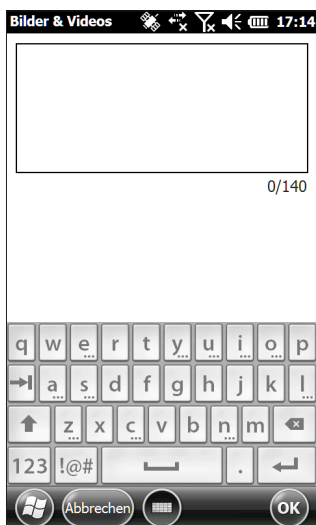 Bilder & Videos 17:14
0/140
q w e r t y u i o p
a s d f g h j k l
z x c v b n m
123 !@# .
Abbrechen OK